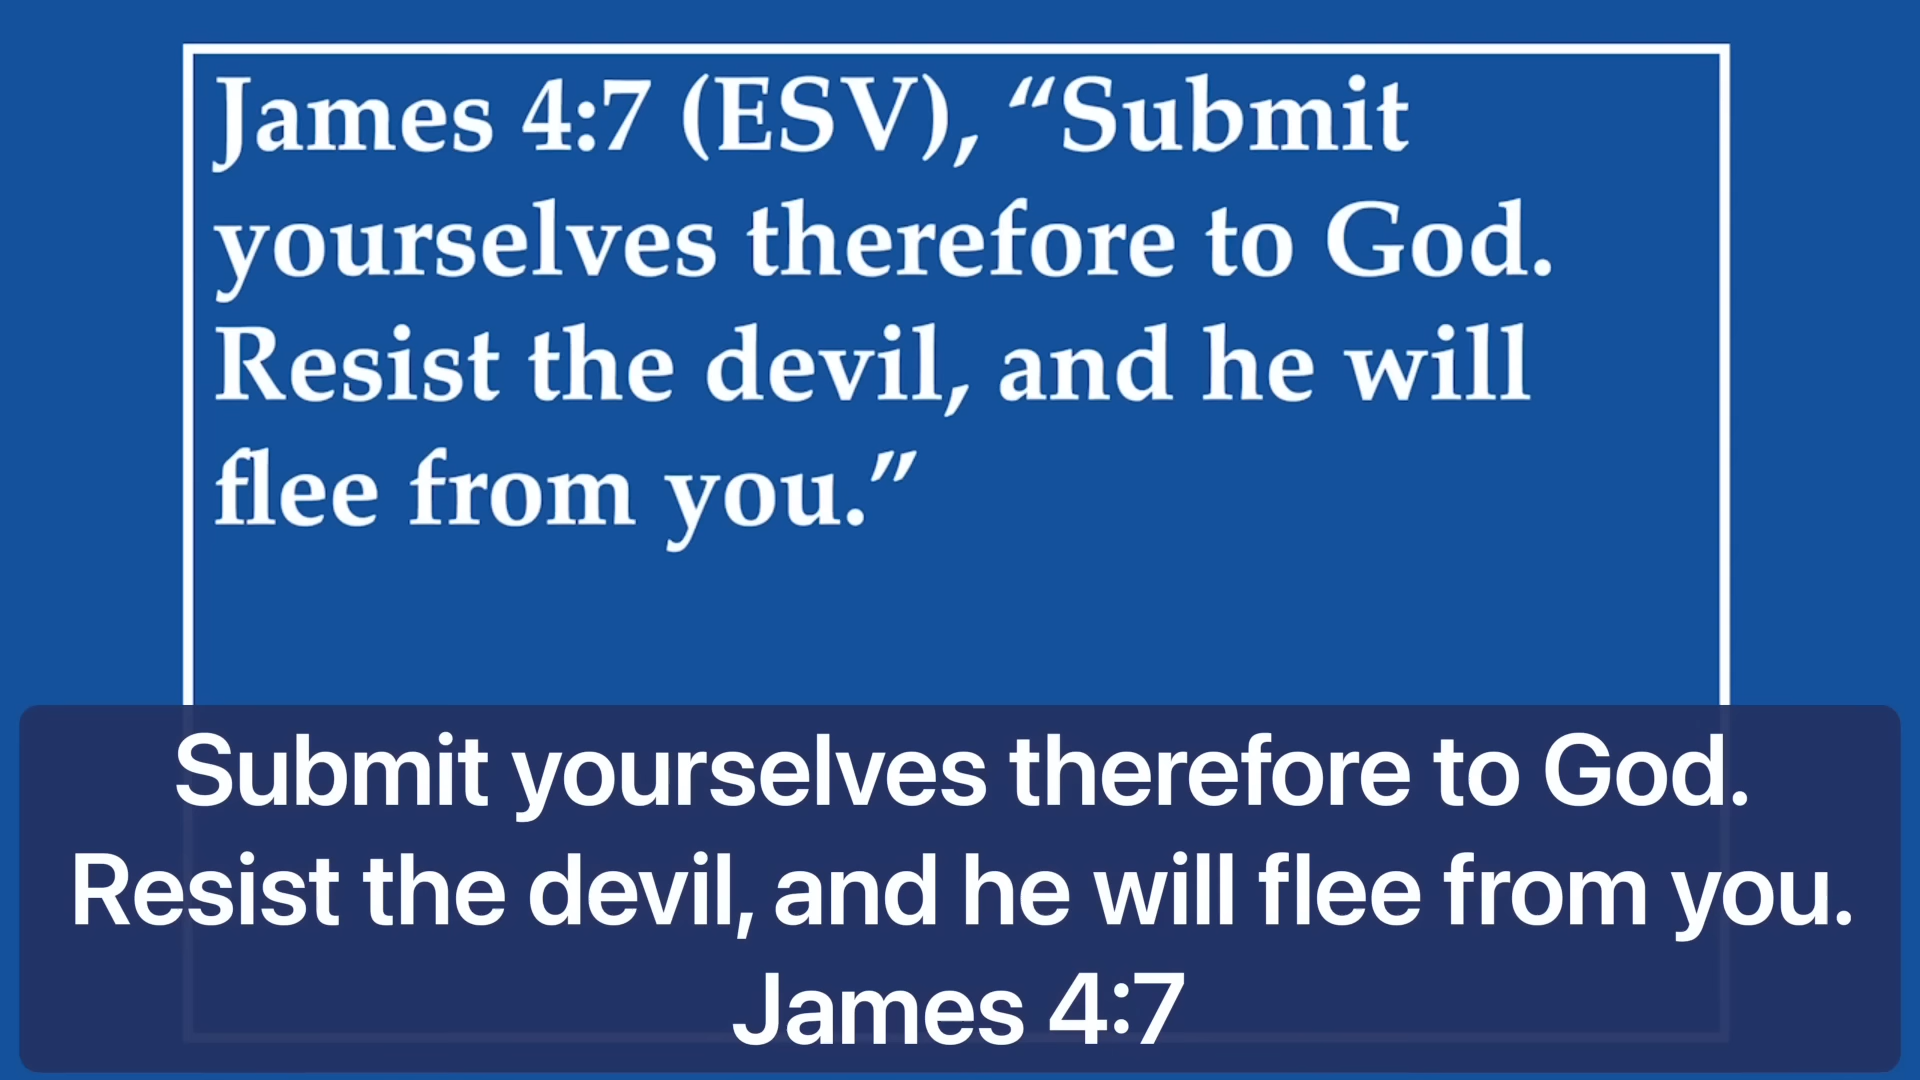 James 4:7 (ESV), “Submit
yourselves therefore to God.
Resist the devil, and he will
flee from you.”
Submit yourselves therefore to God.
Resist the devil, and he will flee from you.
James 4:7